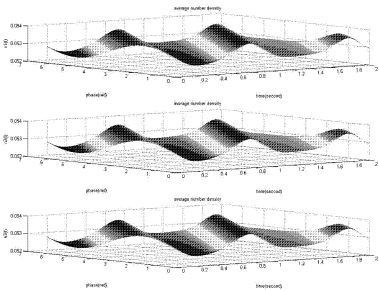 average number density
0.054
0.053
0.052
6 5 4 3 2 1 0 0 0.2 0.4 0.6 0.8 1 1.2 1.4 1.6 1.8 2
phase(rad)
time(second)
average number density
0.054
0.053
0.052
6 5 4 3 2 1 0 0 0.2 0.4 0.6 0.8 1 1.2 1.4 1.6 1.8 2
phase(rad)
time(second)
average number density
0.054
0.053
0.052
6 5 4 3 2 1 0 0 0.2 0.4 0.6 0.8 1 1.2 1.4 1.6 1.8 2
phase(rad)
time(second)